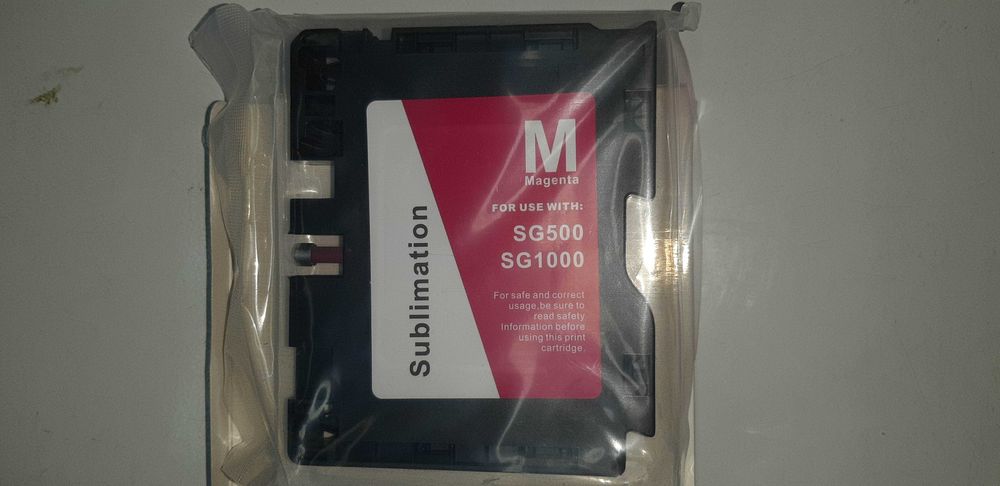 M
Magenta
FOR USE WITH:
SG500
SG1000
For safe and correct
usage,be sure to
read safety
Information before
using this print
cartridge.
Sublimation